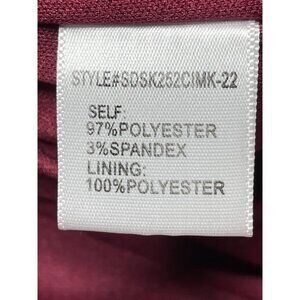 STYLE#SDSK252CIMK-22
SELF:
97%POLYESTER
3%SPANDEX
LINING:
100%POLYESTER